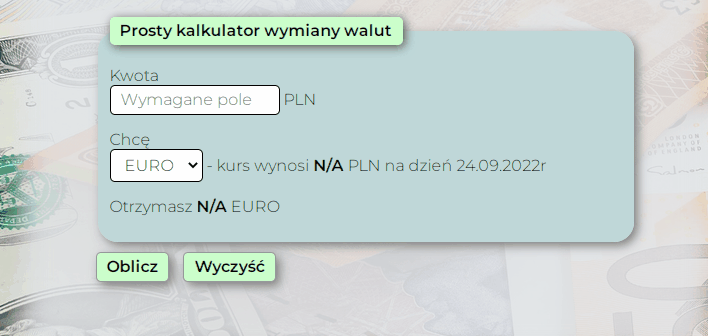 Prosty kalkulator wymiany walut
Kwota
Wymagane pole PLN
Chcę
EURO - kurs wynosi N/A PLN na dzień 24.09.2022r
Otrzymasz N/A EURO
Oblicz Wyczyść